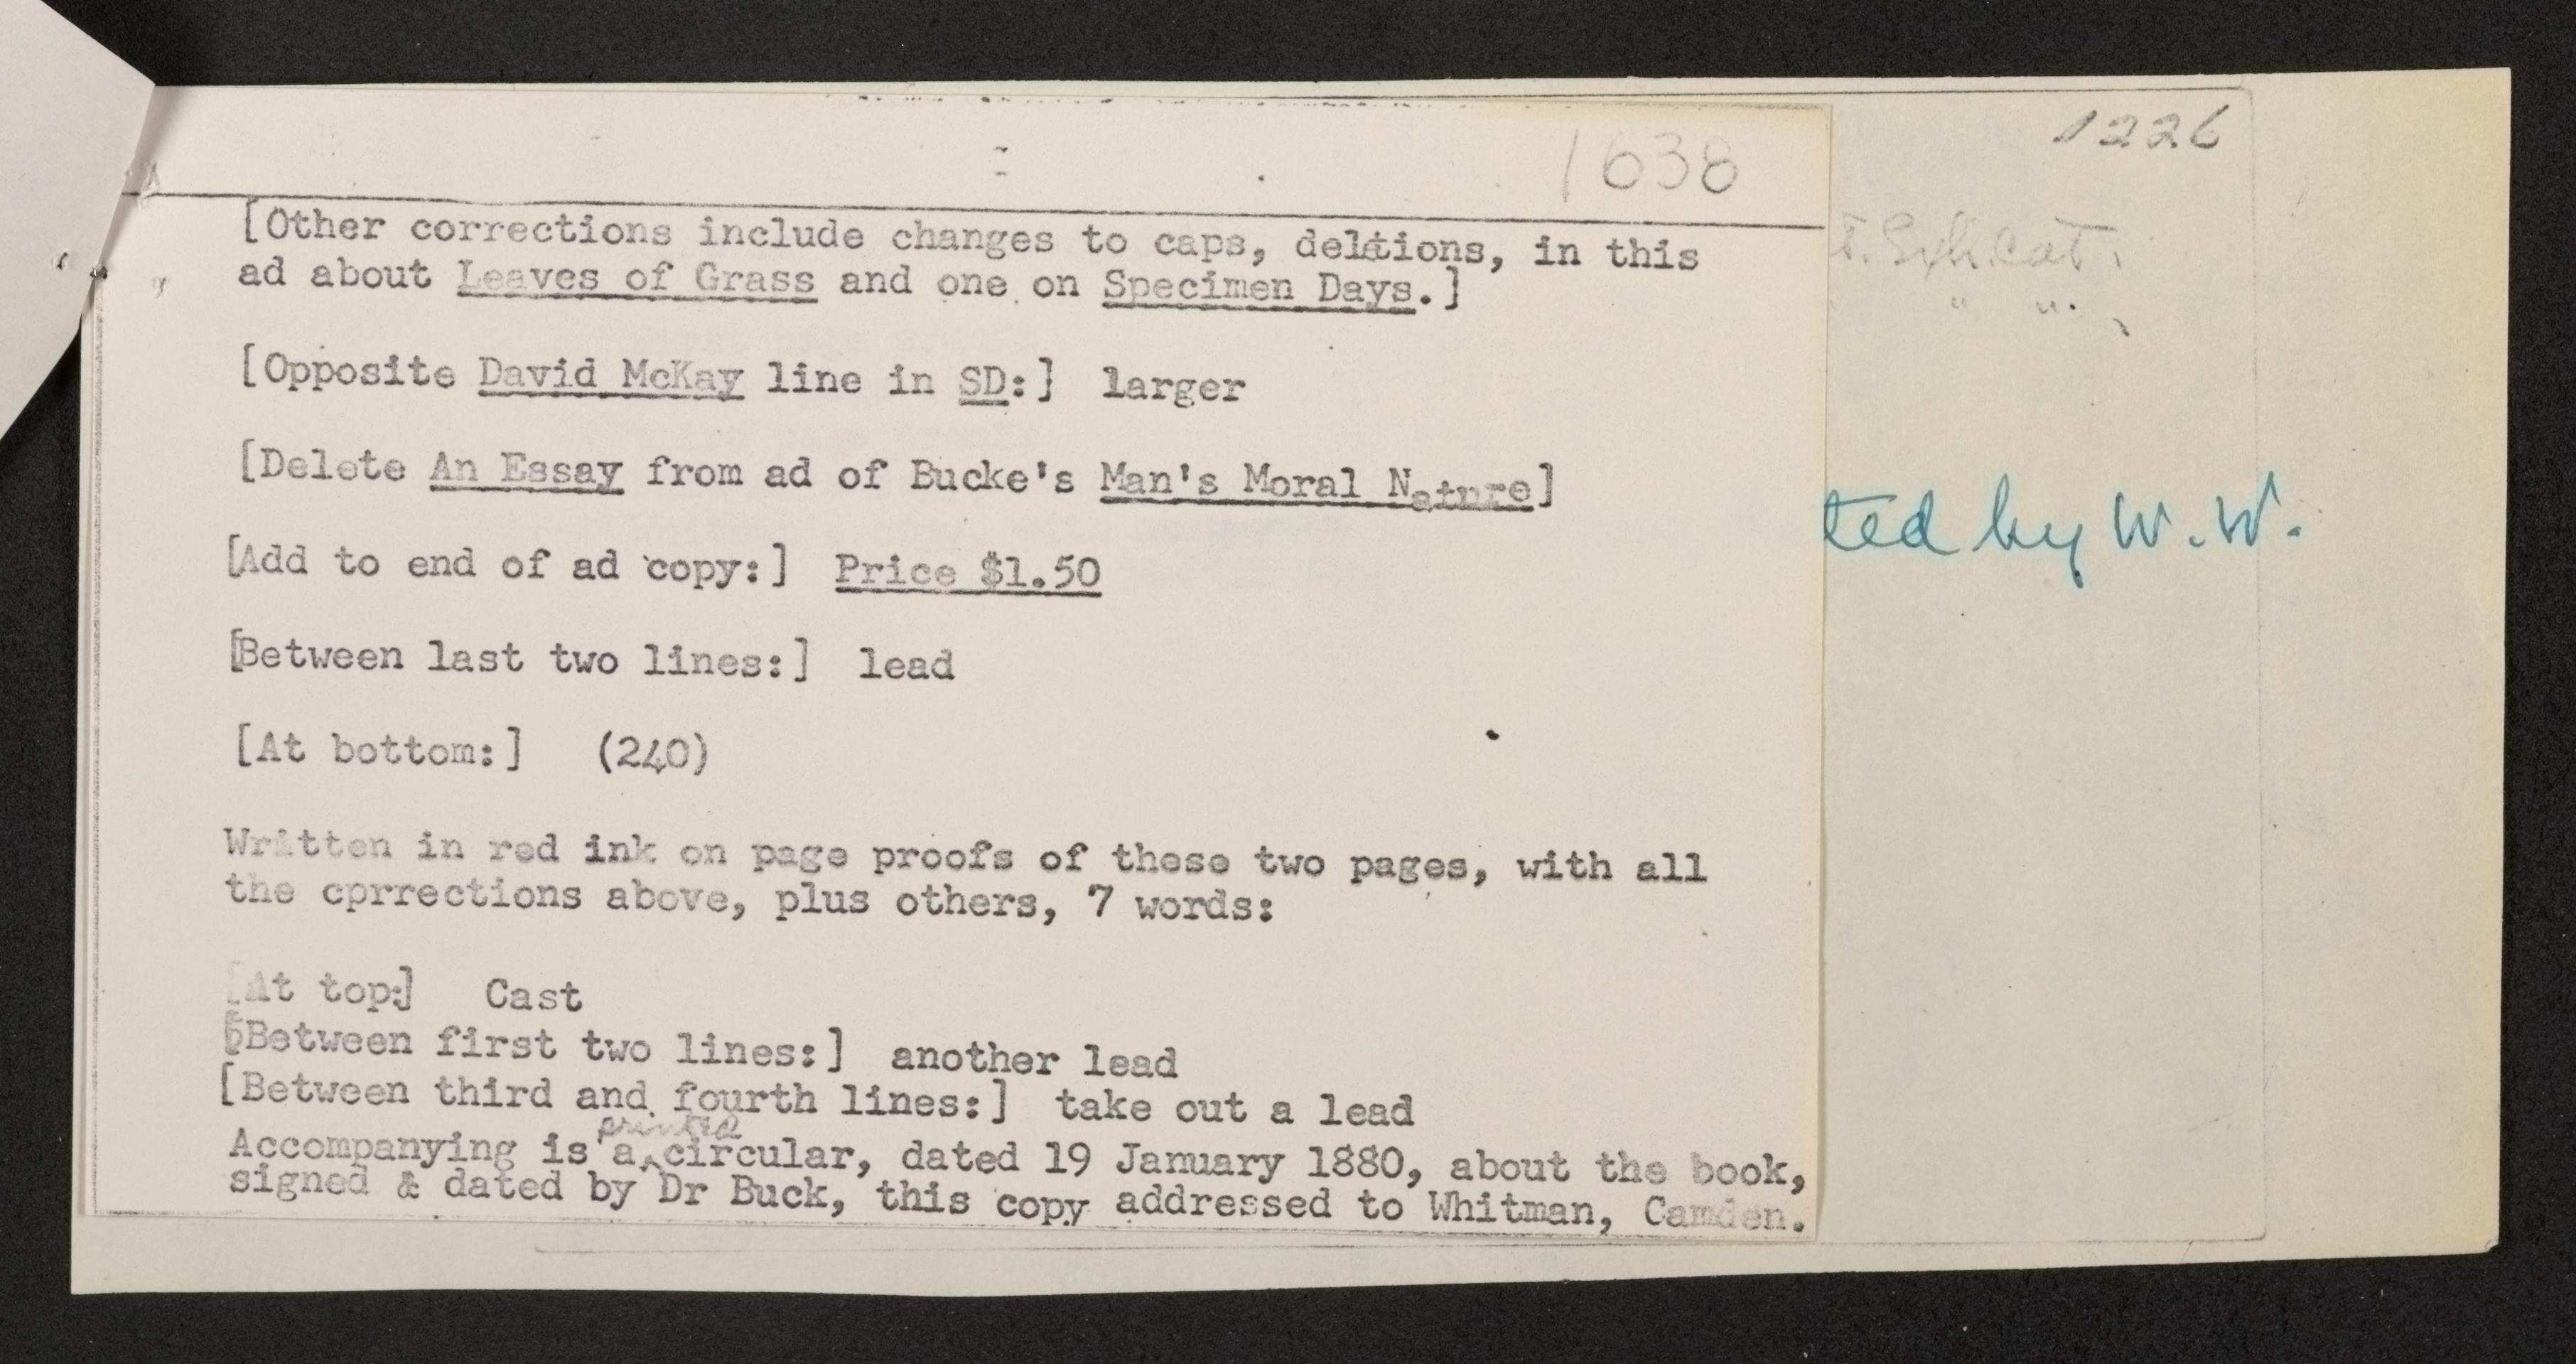 1226
1638
[Other corrections include changes to caps, deletions, in this
ad about Leaves of Grass and one on Specimen Days.]
[Opposite David McKay line in SD:] larger
[Delete An Essay from ad of Bucke's Man's Moral Nature]
ted by W. W.
[Add to end of ad copy:] Price $1.50
[Between last two lines:] lead
[At bottom:] (240)
Written in red ink on page proofs of these two pages, with all
the cprrections above, plus others, 7 words:
[At top:] Cast
[Between first two lines:] another lead
[Between third and fourth lines:] take out a lead
printed
Accompanying is a circular, dated 19 January 1880, about the book,
signed & dated by Dr Buck, this copy addressed to Whitman, Camden.